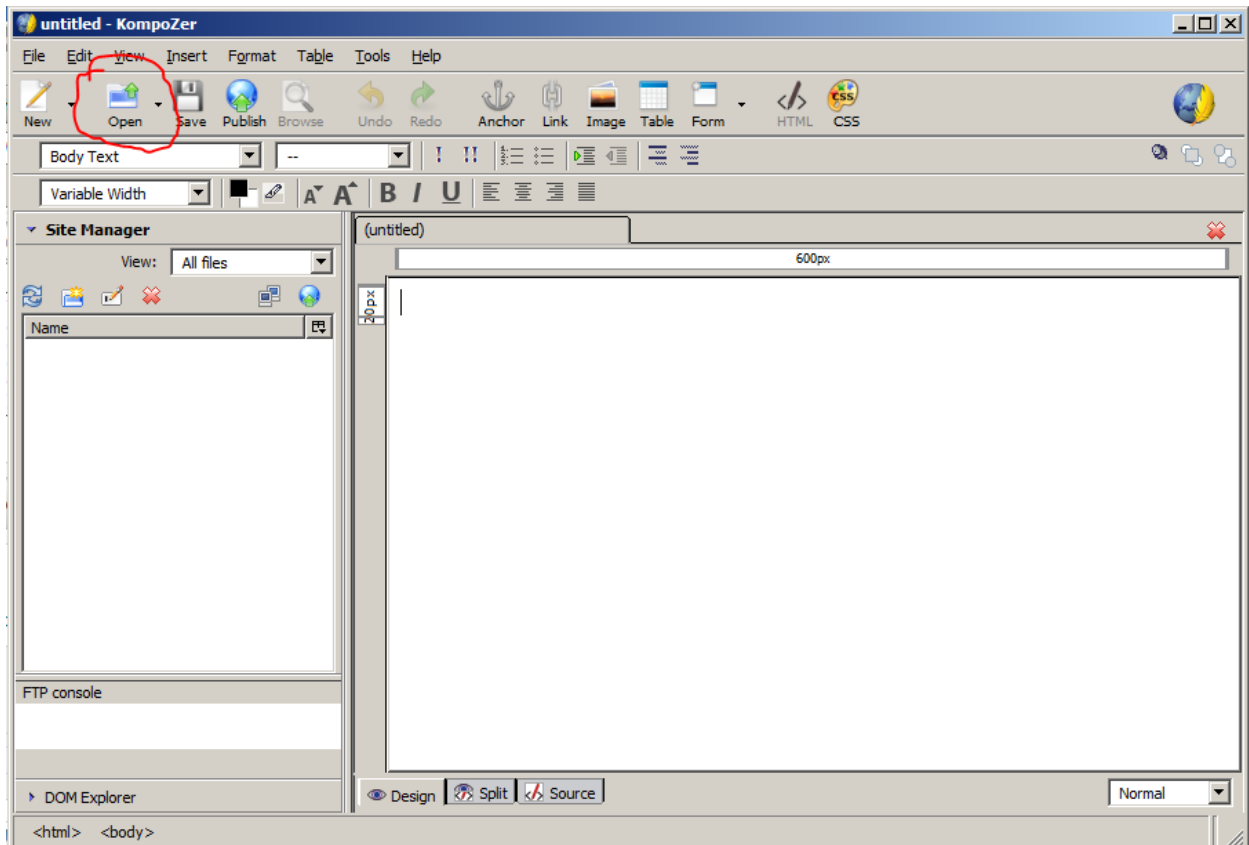 untitled - KompoZer
File Edit View Insert Format Table Tools Help
New Open Save Publish Browse Undo Redo Anchor Link Image Table Form HTML CSS
Body Text -- ! !!
Variable Width A A B I U
Site Manager
(untitled)
View: All files
600px
20px
Name
FTP console
DOM Explorer
Design Split Source Normal
<html> <body>